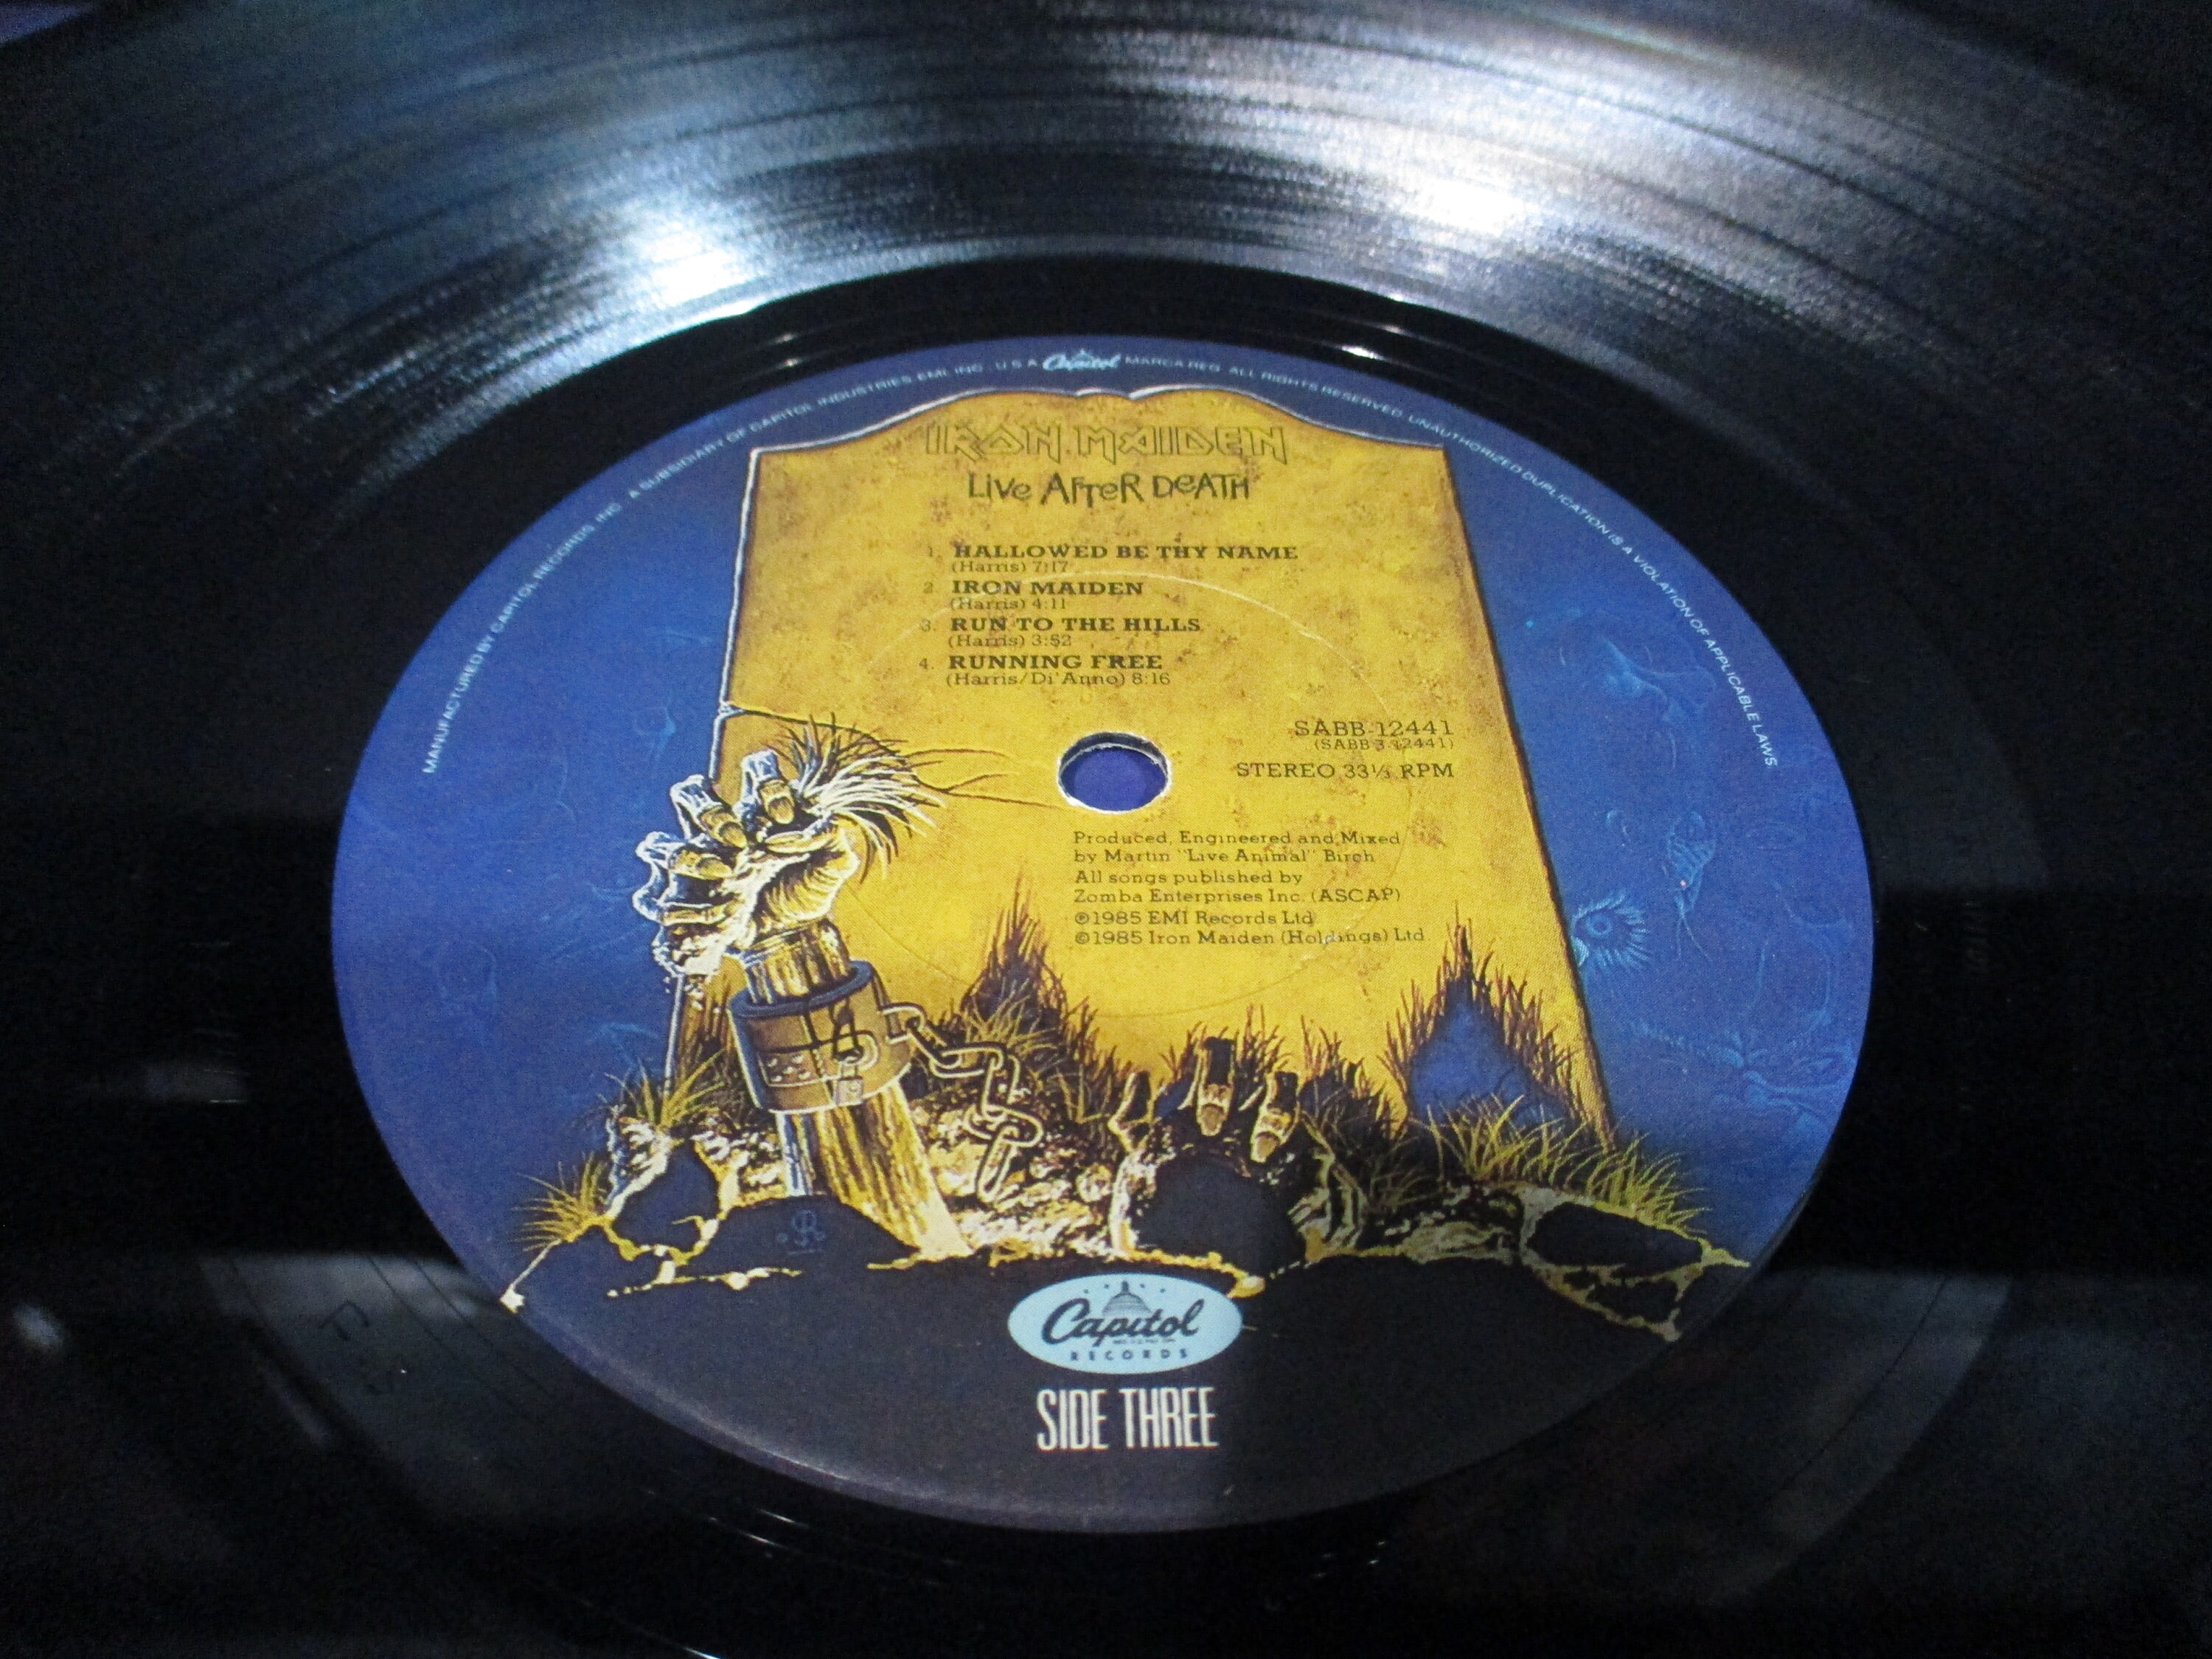 MANUFACTURED BY CAPITOL RECORDS, INC. A SUBSIDIARY OF CAPITOL INDUSTRIES-EMI, INC. U.S.A. Capitol MARCA REG. ALL RIGHTS RESERVED. UNAUTHORIZED DUPLICATION IS A VIOLATION OF APPLICABLE LAWS.
IRON MAIDEN
Live After Death
1. HALLOWED BE THY NAME
(Harris) 7:17
2. IRON MAIDEN
(Harris) 4:11
3. RUN TO THE HILLS
(Harris) 3:52
4. RUNNING FREE
(Harris/Di'Anno) 8:16
SABB-12441
(SABB-3-12441)
STEREO 33⅓ RPM
Produced, Engineered and Mixed
by Martin "Live Animal" Birch
All songs published by
Zomba Enterprises Inc. (ASCAP)
℗1985 EMI Records Ltd
©1985 Iron Maiden (Holdings) Ltd.
Capitol
RECORDS
SIDE THREE